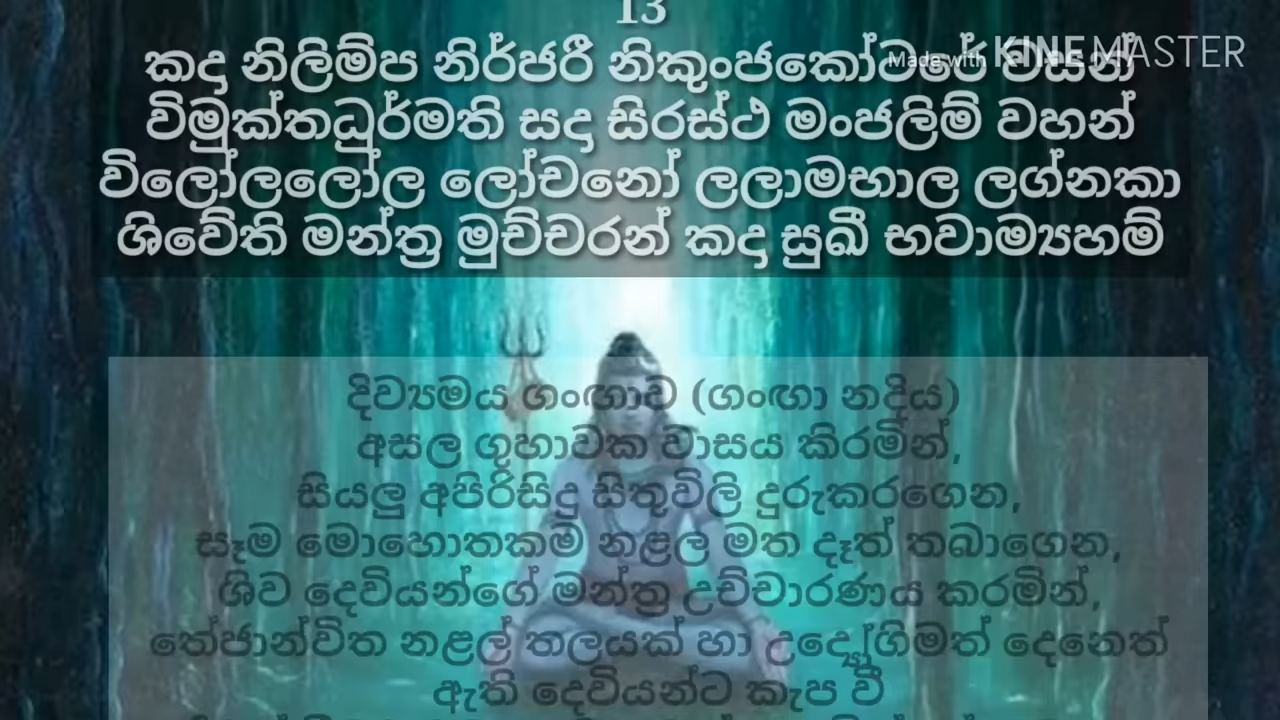 13
කදා නිලිම්ප නිර්ජරී නිකුංජකෝටරේ වසන්
Made with KINEMASTER
විමුක්තධුර්මති සදා සිරස්ථ මංජලිම් වහන්
විලෝලලෝල ලෝචනෝ ලලාමභාල ලග්නකා
ශිවේති මන්ත්‍ර මුච්චරන් කදා සුඛී භවාම්‍යහම්
දිව්‍යමය ගංඟාව (ගංඟා නදිය)
අසල ගුහාවක වාසය කිරමින්,
සියලු අපිරිසිදු සිතුවිලි දුරුකරගෙන,
සෑම මොහොතකම නළල් මත දෑත් තබාගෙන,
ශිව දෙවියන්ගේ මන්ත්‍ර උච්චාරණය කරමින්,
තේජාන්විත නළල් තලයක් හා උද්‍යෝගිමත් දෙනෙත්
ඇති දෙවියන්ට කැප වී